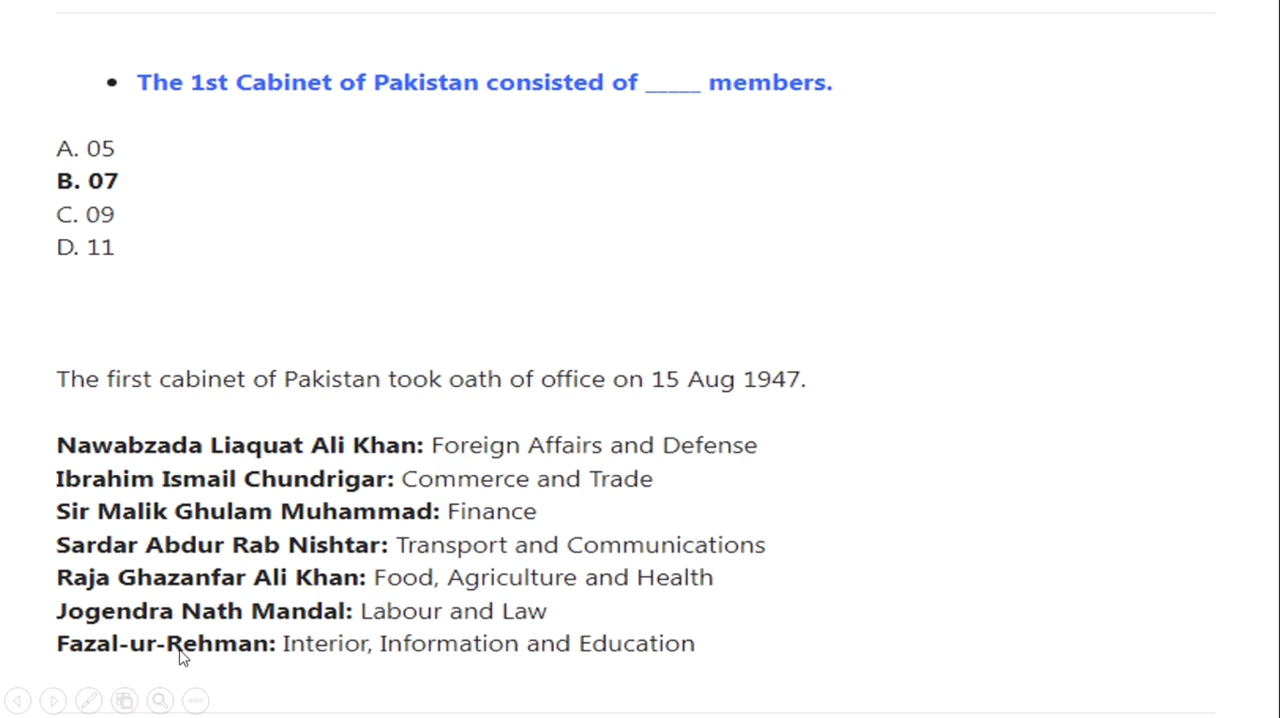 • The 1st Cabinet of Pakistan consisted of _____ members.
A. 05
B. 07
C. 09
D. 11
The first cabinet of Pakistan took oath of office on 15 Aug 1947.
Nawabzada Liaquat Ali Khan: Foreign Affairs and Defense
Ibrahim Ismail Chundrigar: Commerce and Trade
Sir Malik Ghulam Muhammad: Finance
Sardar Abdur Rab Nishtar: Transport and Communications
Raja Ghazanfar Ali Khan: Food, Agriculture and Health
Jogendra Nath Mandal: Labour and Law
Fazal-ur-Rehman: Interior, Information and Education